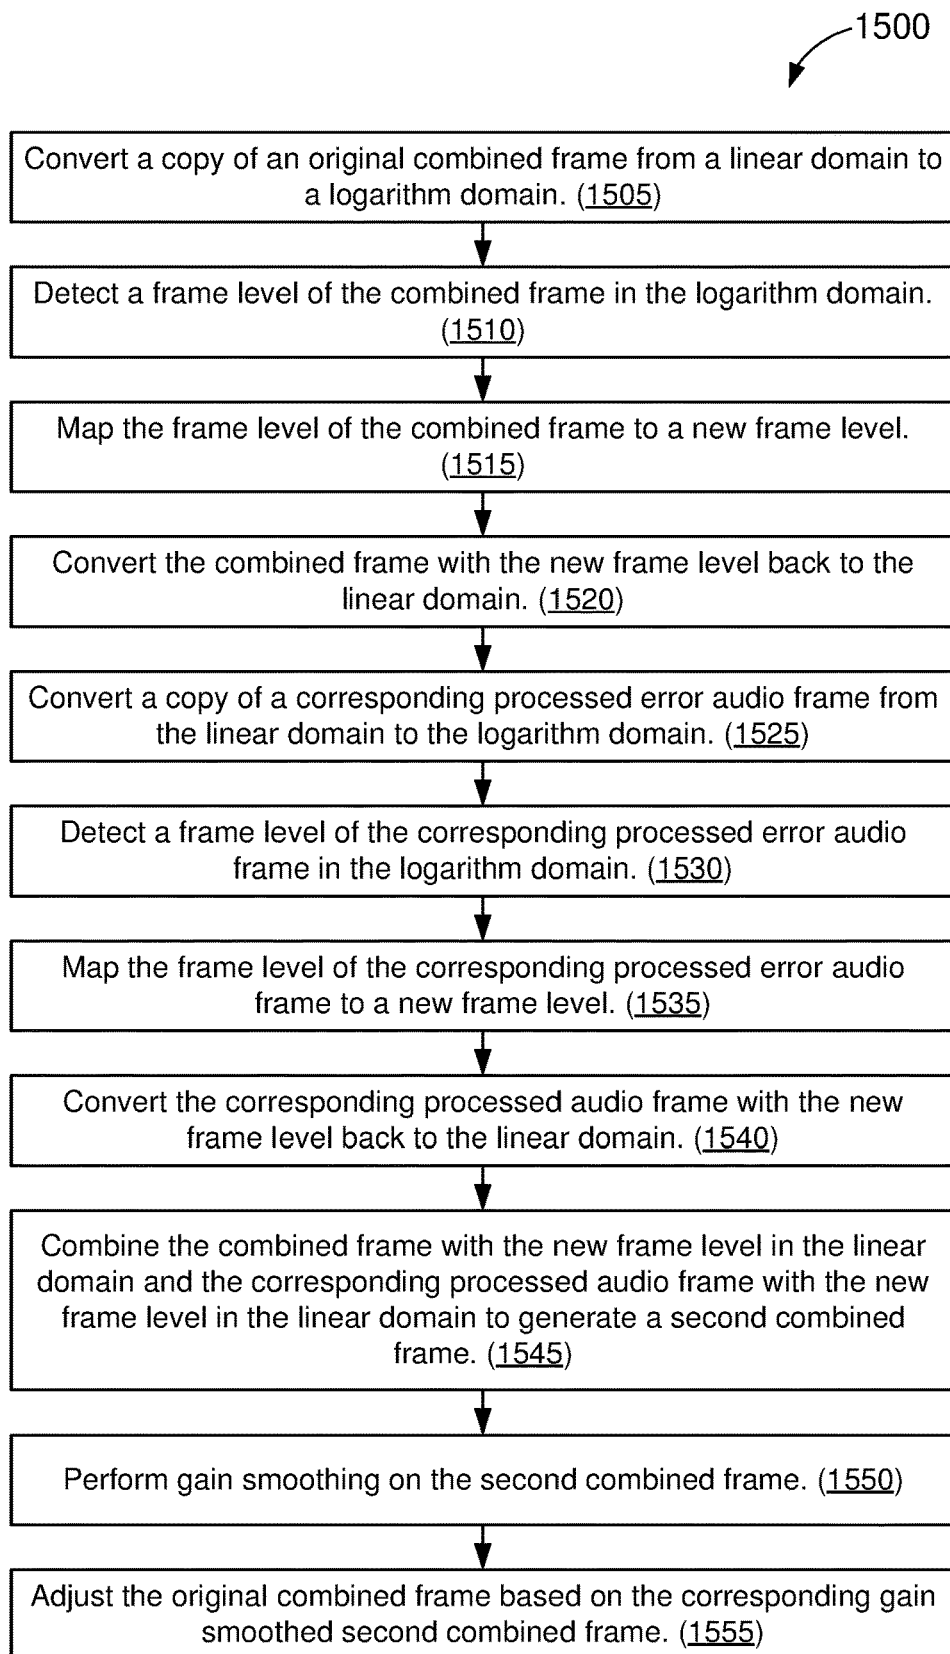 1500
Convert a copy of an original combined frame from a linear domain to
a logarithm domain. (1505)
Detect a frame level of the combined frame in the logarithm domain.
(1510)
Map the frame level of the combined frame to a new frame level.
(1515)
Convert the combined frame with the new frame level back to the
linear domain. (1520)
Convert a copy of a corresponding processed error audio frame from
the linear domain to the logarithm domain. (1525)
Detect a frame level of the corresponding processed error audio
frame in the logarithm domain. (1530)
Map the frame level of the corresponding processed error audio
frame to a new frame level. (1535)
Convert the corresponding processed audio frame with the new
frame level back to the linear domain. (1540)
Combine the combined frame with the new frame level in the linear
domain and the corresponding processed audio frame with the new
frame level in the linear domain to generate a second combined
frame. (1545)
Perform gain smoothing on the second combined frame. (1550)
Adjust the original combined frame based on the corresponding gain
smoothed second combined frame. (1555)